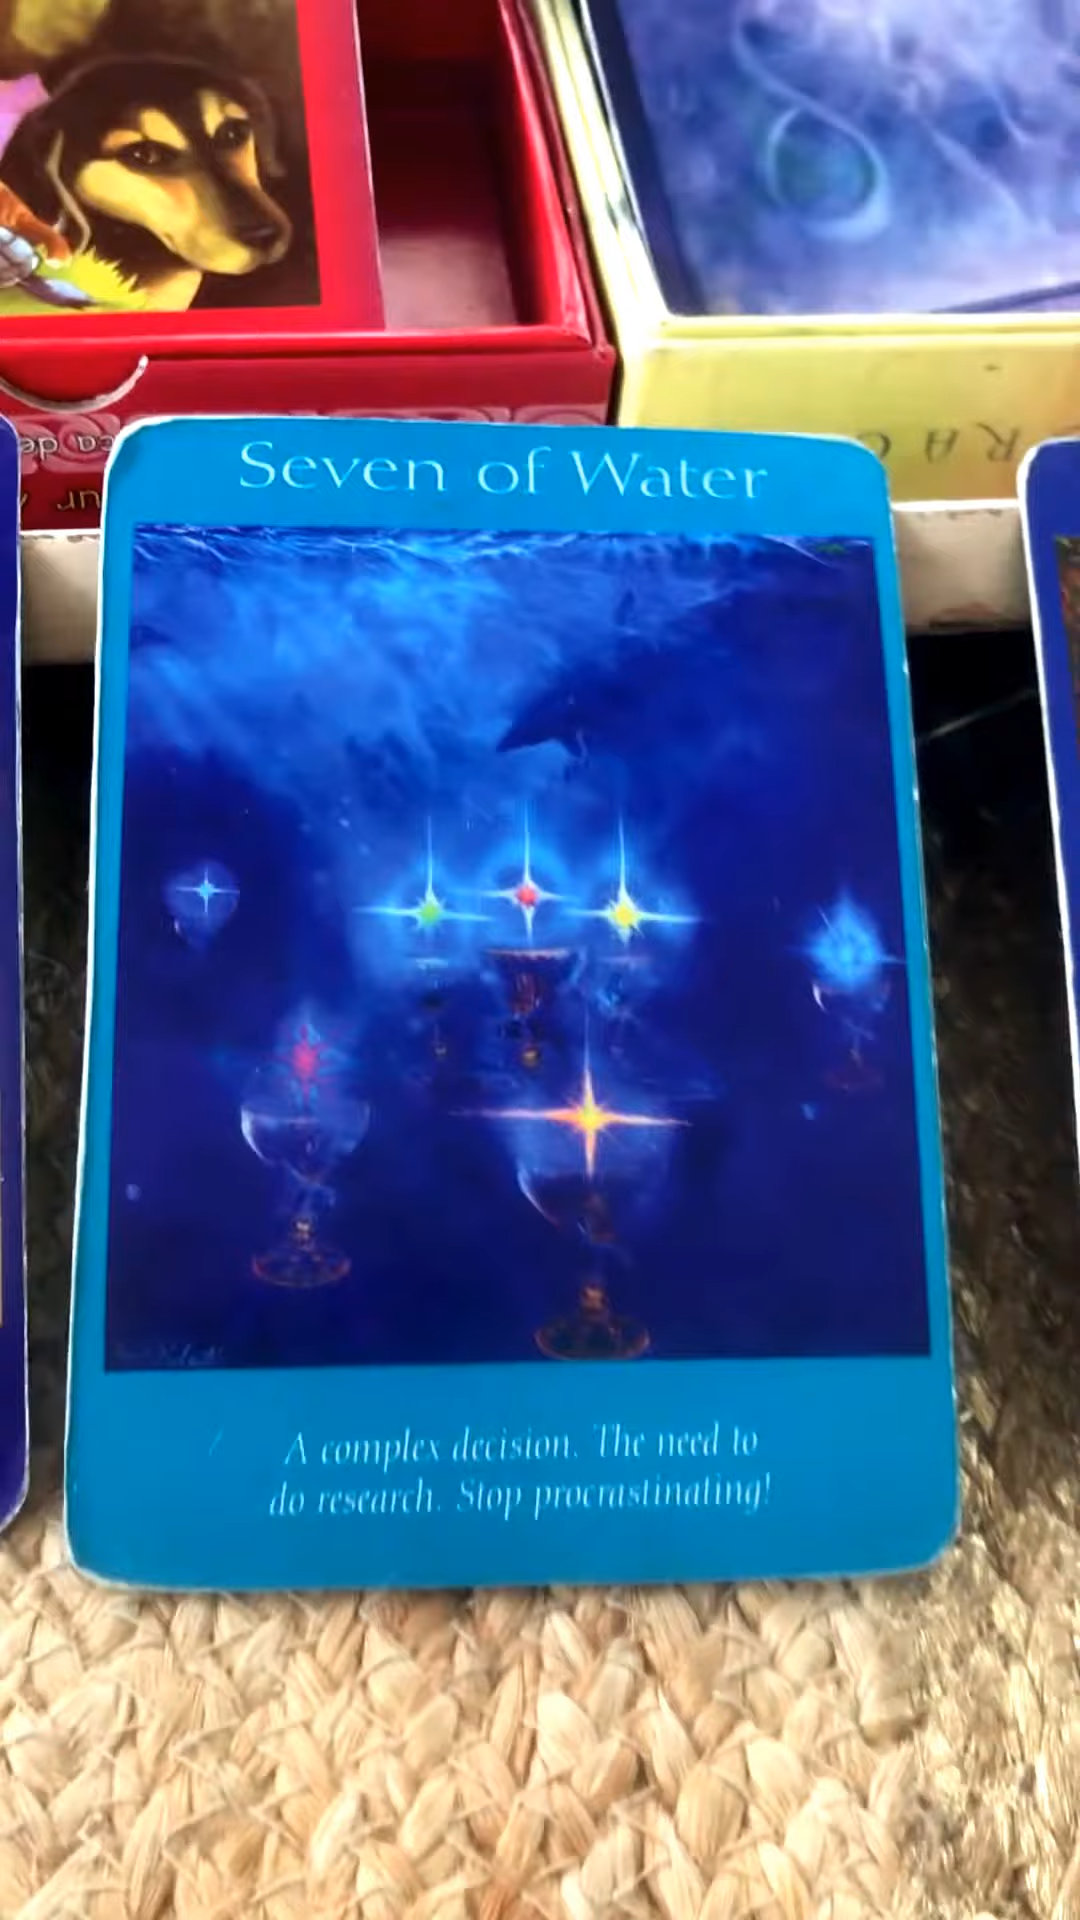 Seven of Water
A complex decision. The need to
do research. Stop procrastinating!